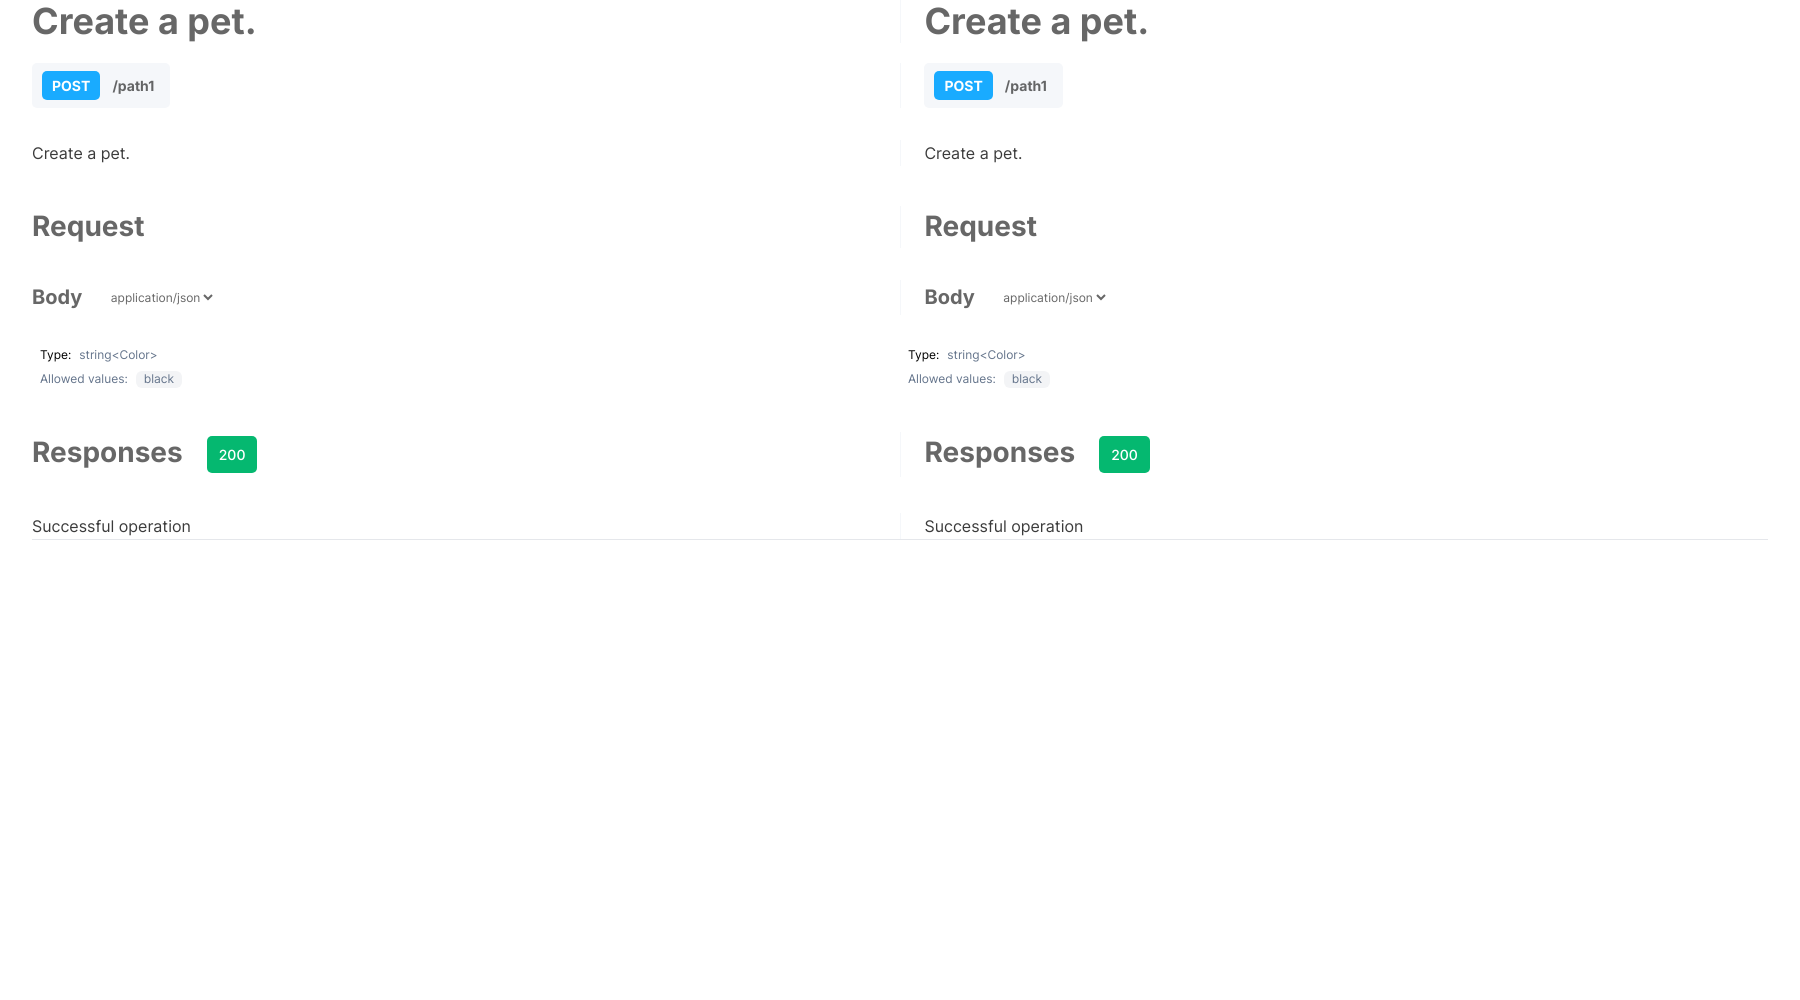 Create a pet.
POST /path1
Create a pet.
Request
Body application/json
Type: string<Color>
Allowed values: black
Responses 200
Successful operation
Create a pet.
POST /path1
Create a pet.
Request
Body application/json
Type: string<Color>
Allowed values: black
Responses 200
Successful operation